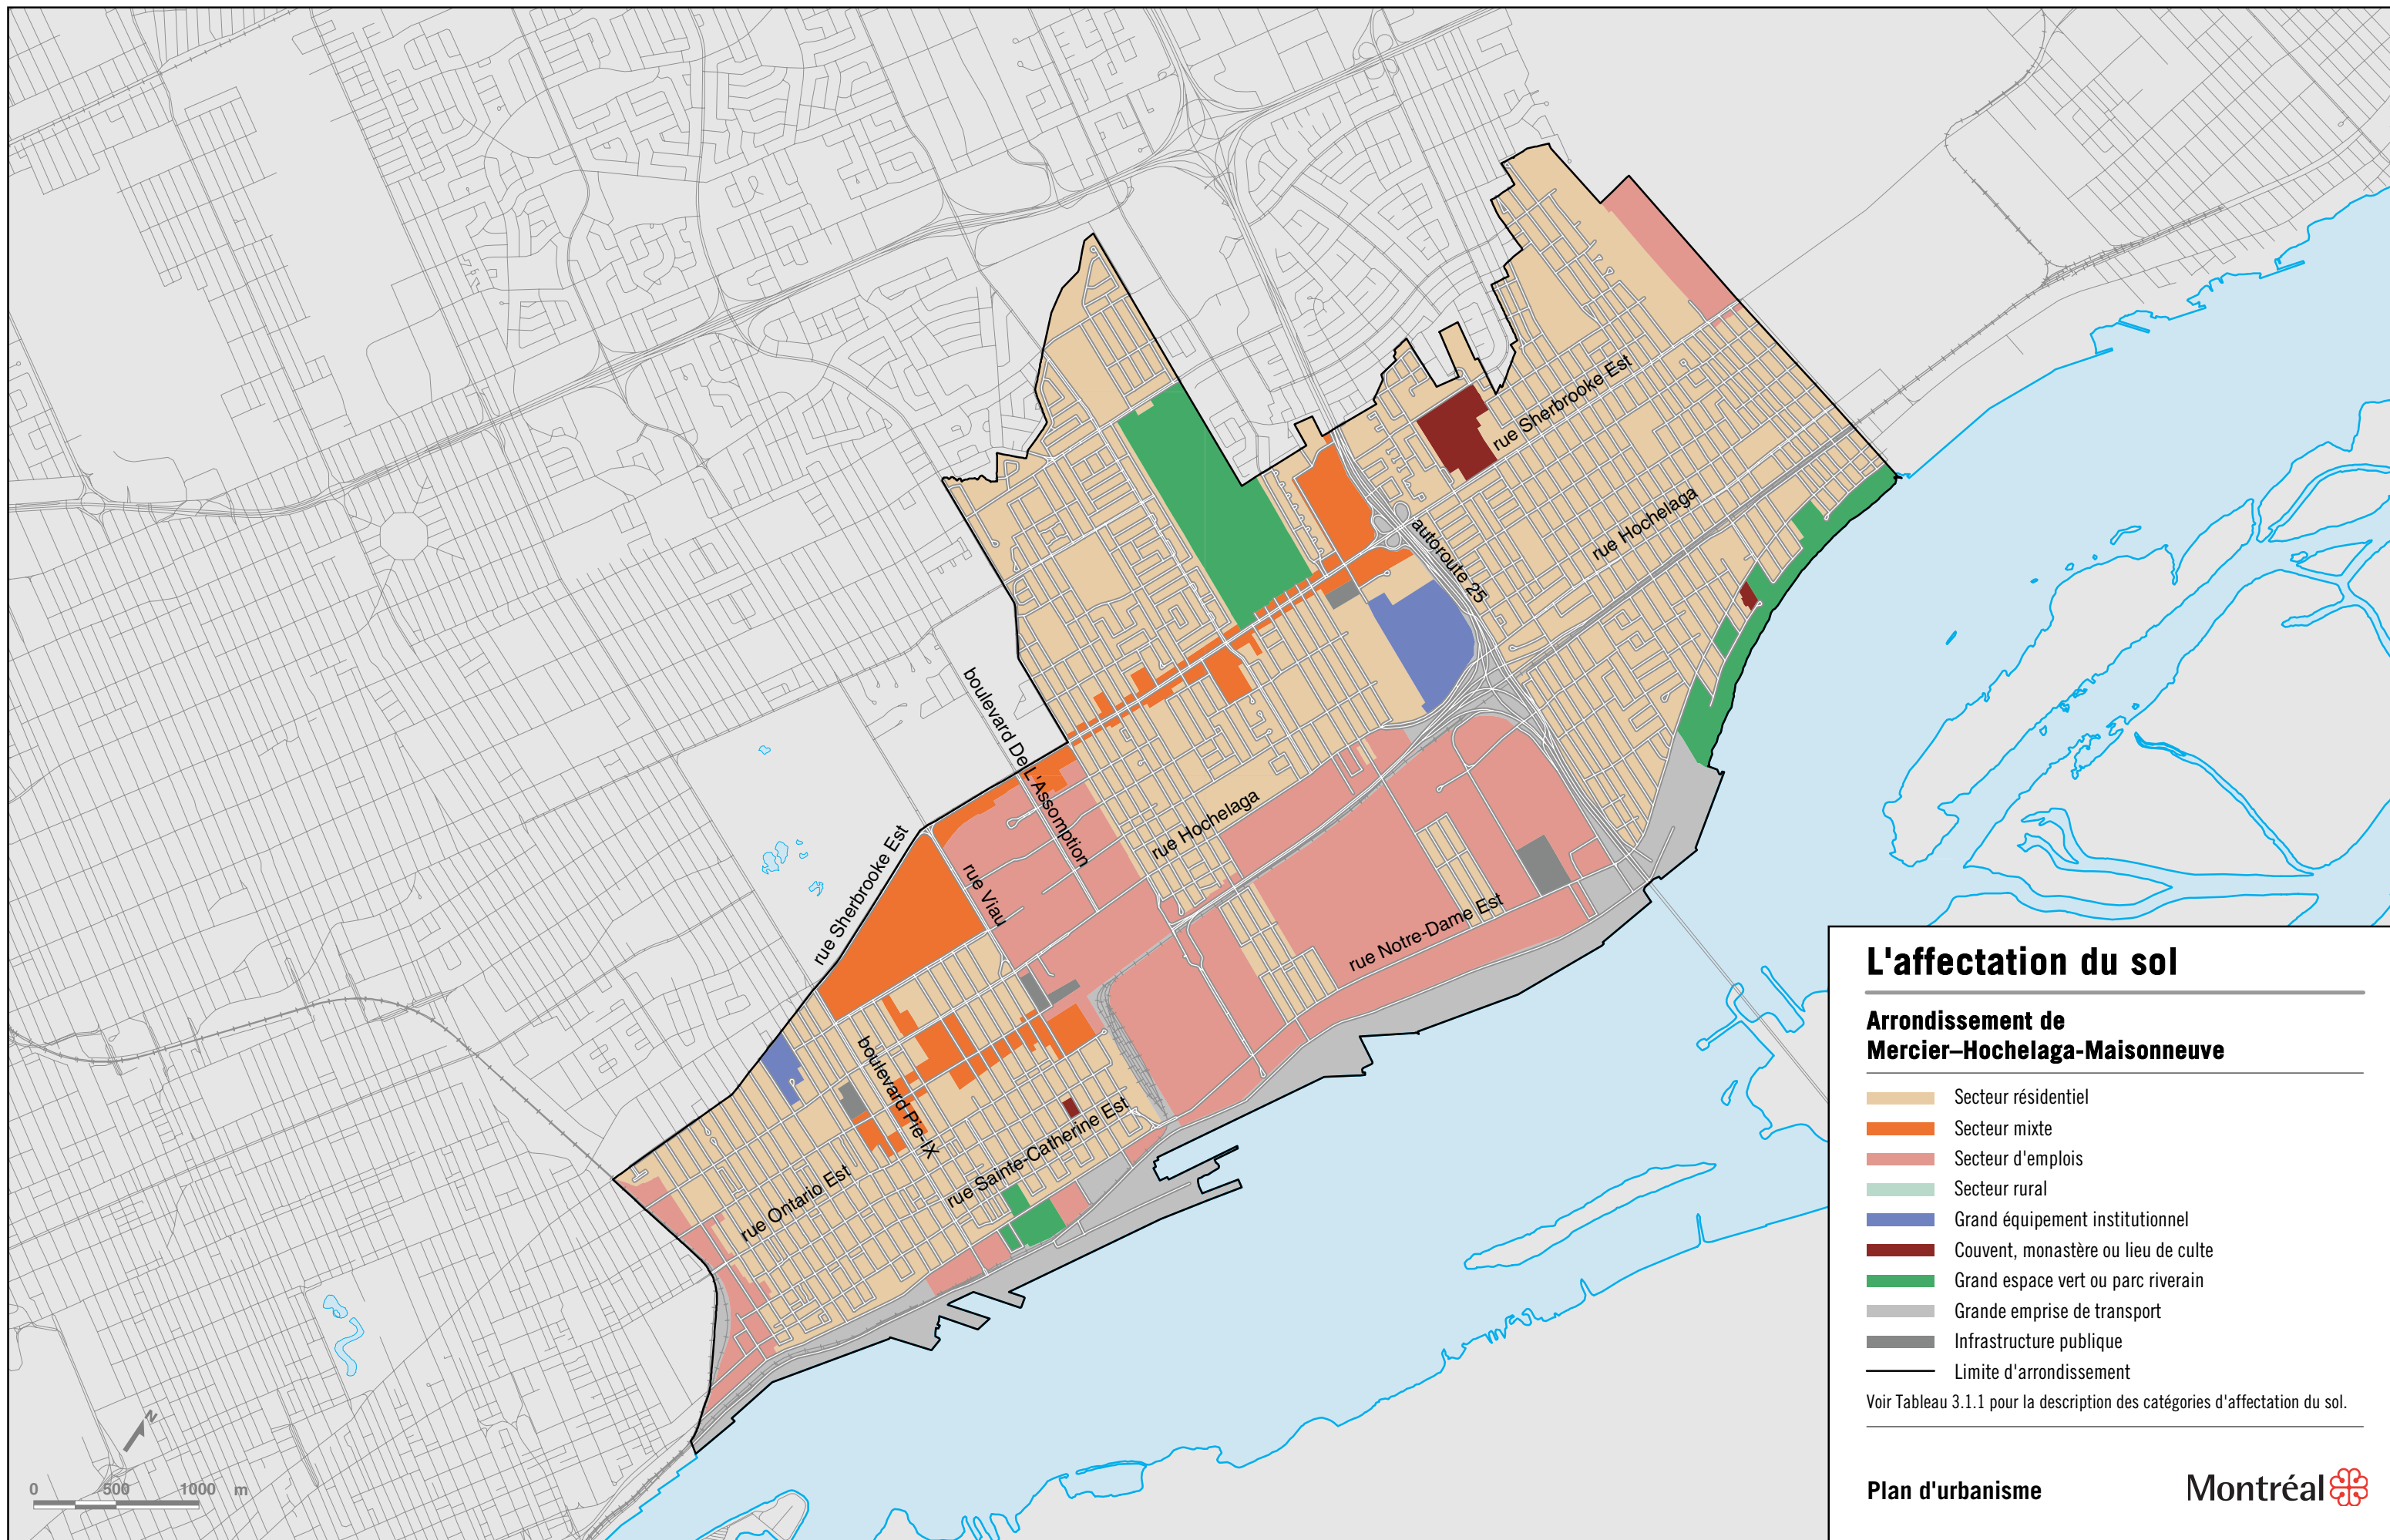 rue Sherbrooke Est
rue Hochelaga
autoroute 25
boulevard De L'Assomption
rue Sherbrooke Est
rue Viau
rue Hochelaga
rue Notre-Dame Est
boulevard Pie-IX
rue Sainte-Catherine Est
rue Ontario Est
N
0 500 1000 m
L'affectation du sol
Arrondissement de
Mercier–Hochelaga-Maisonneuve
Secteur résidentiel
Secteur mixte
Secteur d'emplois
Secteur rural
Grand équipement institutionnel
Couvent, monastère ou lieu de culte
Grand espace vert ou parc riverain
Grande emprise de transport
Infrastructure publique
Limite d'arrondissement
Voir Tableau 3.1.1 pour la description des catégories d'affectation du sol.
Plan d'urbanisme
Montréal